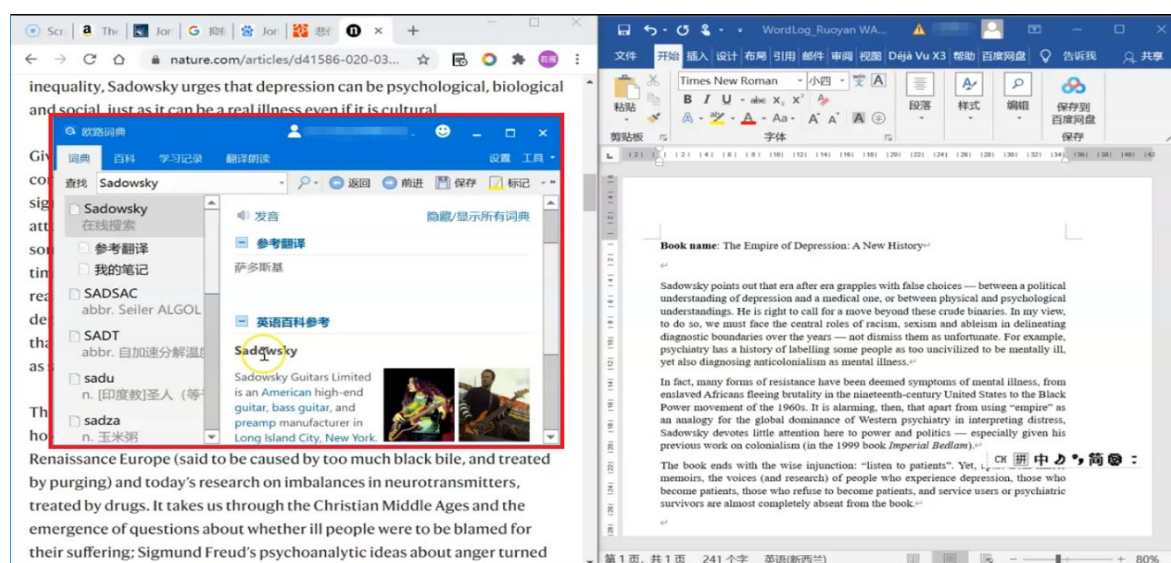 Scr
a
The
Jor
G
Jor
悲
n
×
+
nature.com/articles/d41586-020-03...
inequality, Sadowsky urges that depression can be psychological, biological
and social, just as it can be a real illness even if it is cultural.
欧路词典
词典 百科 学习记录 翻译朗读 设置 工具
查找 Sadowsky 返回 前进 保存 标记
Sadowsky
在线搜索
参考翻译
我的笔记
SADSAC
abbr. Seiler ALGOL
SADT
abbr. 自加速分解温度
sadu
n. [印度教]圣人（等
sadza
n. 玉米粥
发音 隐藏/显示所有词典
参考翻译
萨多斯基
英语百科参考
Sadowsky
Sadowsky Guitars Limited
is an American high-end
guitar, bass guitar, and
preamp manufacturer in
Long Island City, New York.
Renaissance Europe (said to be caused by too much black bile, and treated
by purging) and today's research on imbalances in neurotransmitters,
treated by drugs. It takes us through the Christian Middle Ages and the
emergence of questions about whether ill people were to be blamed for
their suffering; Sigmund Freud's psychoanalytic ideas about anger turned
WordLog_Ruoyan WA...
文件 开始 插入 设计 布局 引用 邮件 审阅 视图 Déjà Vu X3 帮助 百度网盘 告诉我 共享
Times New Roman 小四
粘贴
B I U abc X₂ X²
段落 样式 编辑 保存到
百度网盘
剪贴板 字体 保存
Book name: The Empire of Depression: A New History
Sadowsky points out that era after era grapples with false choices — between a political
understanding of depression and a medical one, or between physical and psychological
understandings. He is right to call for a move beyond these crude binaries. In my view,
to do so, we must face the central roles of racism, sexism and ableism in delineating
diagnostic boundaries over the years — not dismiss them as unfortunate. For example,
psychiatry has a history of labelling some people as too uncivilized to be mentally ill,
yet also diagnosing anticolonialism as mental illness.
In fact, many forms of resistance have been deemed symptoms of mental illness, from
enslaved Africans fleeing brutality in the nineteenth-century United States to the Black
Power movement of the 1960s. It is alarming, then, that apart from using "empire" as
an analogy for the global dominance of Western psychiatry in interpreting distress,
Sadowsky devotes little attention here to power and politics — especially given his
previous work on colonialism (in the 1999 book Imperial Bedlam).
The book ends with the wise injunction: "listen to patients". Yet,
memoirs, the voices (and research) of people who experience depression, those who
become patients, those who refuse to become patients, and service users or psychiatric
survivors are almost completely absent from the book.
CH 拼 中 简
第1页, 共1页 241个字 英语(新西兰) 80%